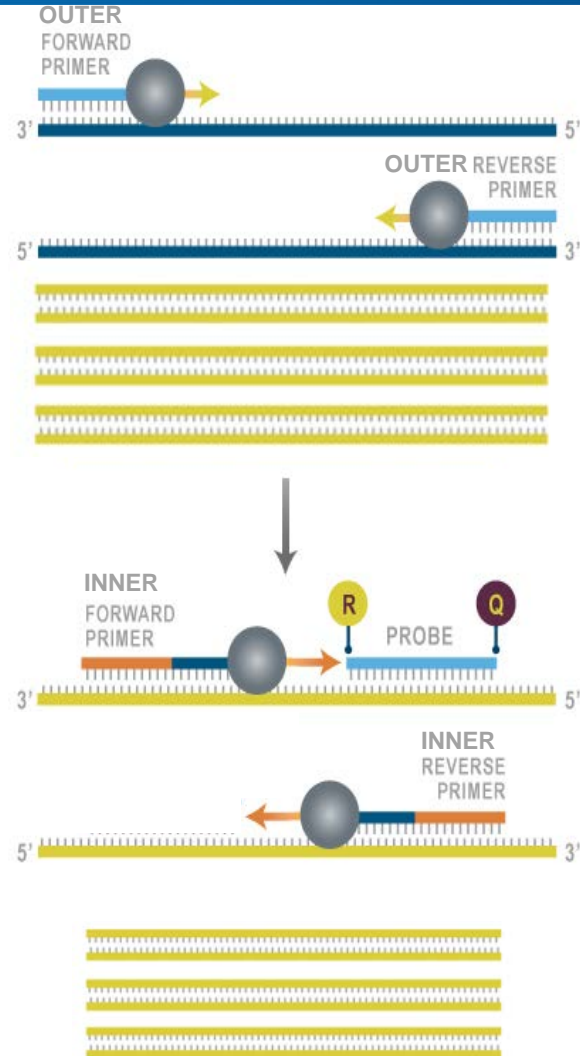 OUTER
FORWARD
PRIMER
3' 5'
OUTER REVERSE
PRIMER
5' 3'
INNER
FORWARD
PRIMER
R
Q
PROBE
3' 5'
INNER
REVERSE
PRIMER
5' 3'